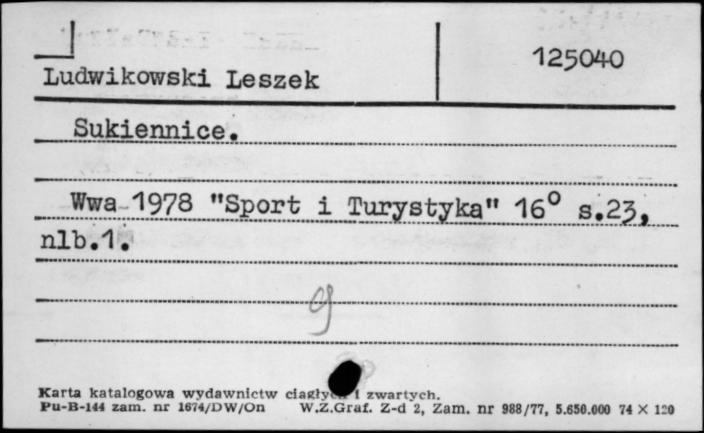 125040
Ludwikowski Leszek
Sukiennice.
Wwa 1978 "Sport i Turystyka" 16° s.23,
nlb.1.
Karta katalogowa wydawnictw ciągłych i zwartych.
Pu-B-144 zam. nr 1674/DW/On W.Z.Graf. Z-d 2, Zam. nr 988/77, 5.650.000 74 X 120